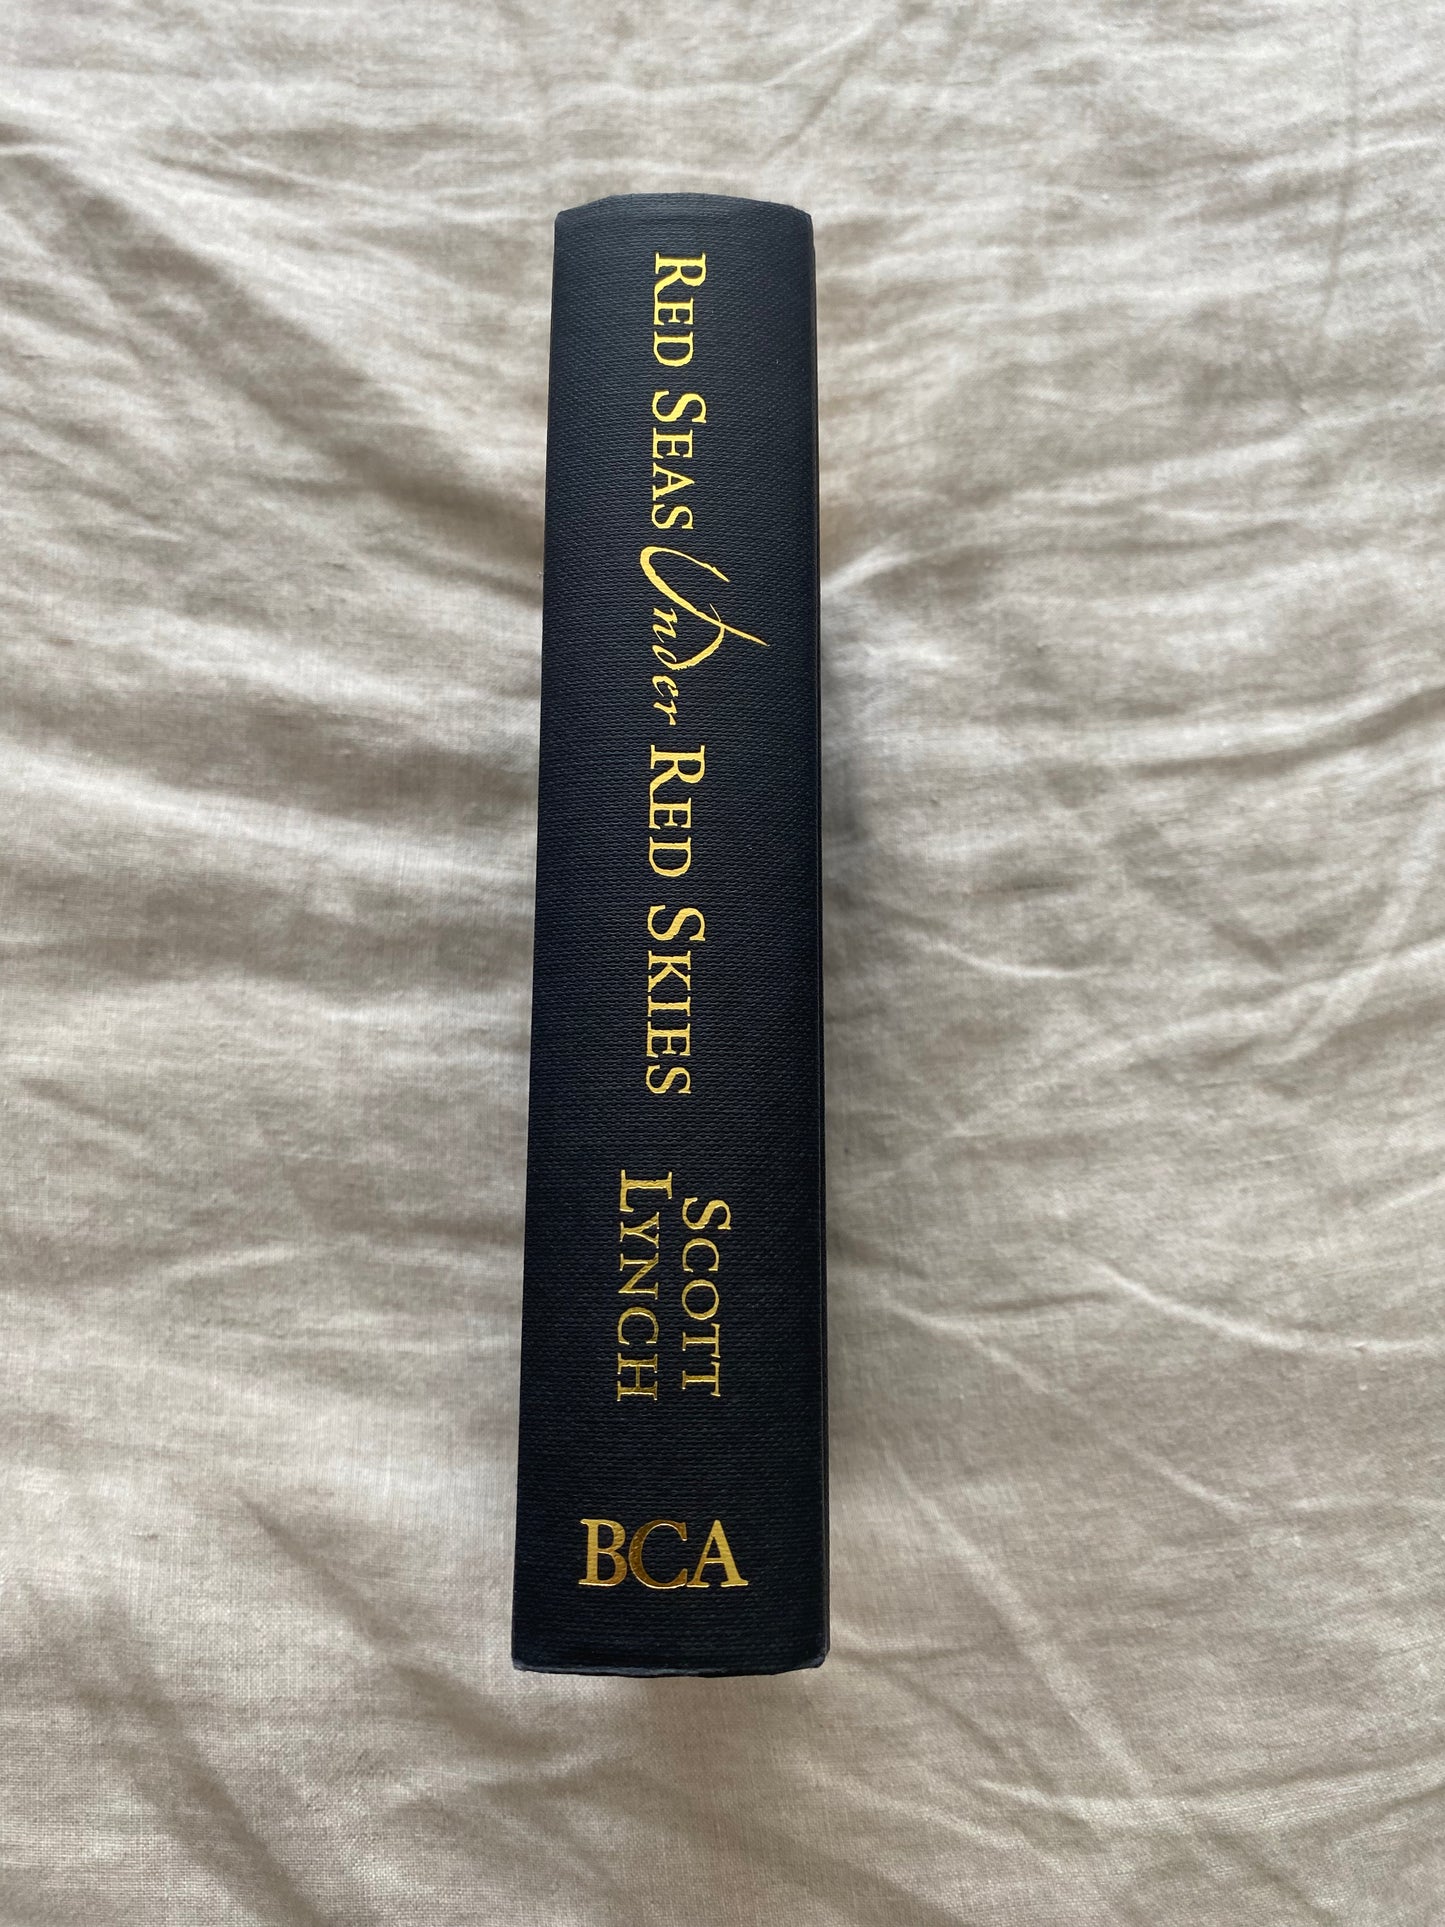 RED SEAS Under RED SKIES
SCOTT
LYNCH
BCA